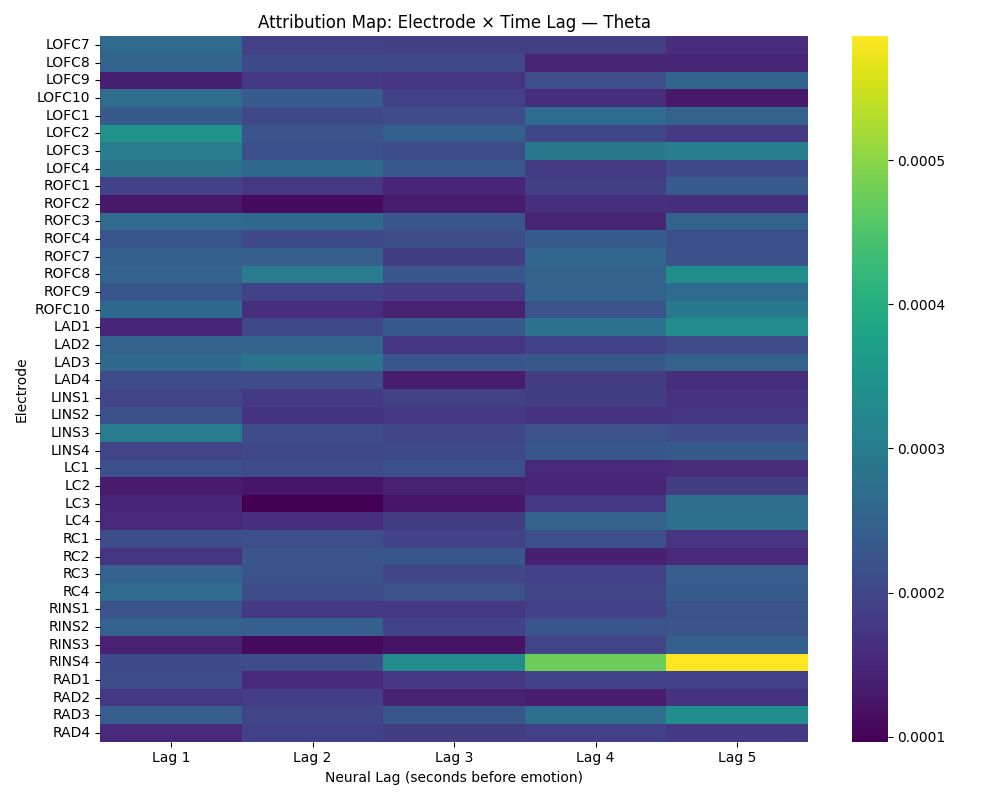 Attribution Map: Electrode × Time Lag — Theta
Electrode
LOFC7
LOFC8
LOFC9
LOFC10
LOFC1
LOFC2
LOFC3
LOFC4
ROFC1
ROFC2
ROFC3
ROFC4
ROFC7
ROFC8
ROFC9
ROFC10
LAD1
LAD2
LAD3
LAD4
LINS1
LINS2
LINS3
LINS4
LC1
LC2
LC3
LC4
RC1
RC2
RC3
RC4
RINS1
RINS2
RINS3
RINS4
RAD1
RAD2
RAD3
RAD4
Lag 1 Lag 2 Lag 3 Lag 4 Lag 5
Neural Lag (seconds before emotion)
0.0005
0.0004
0.0003
0.0002
0.0001